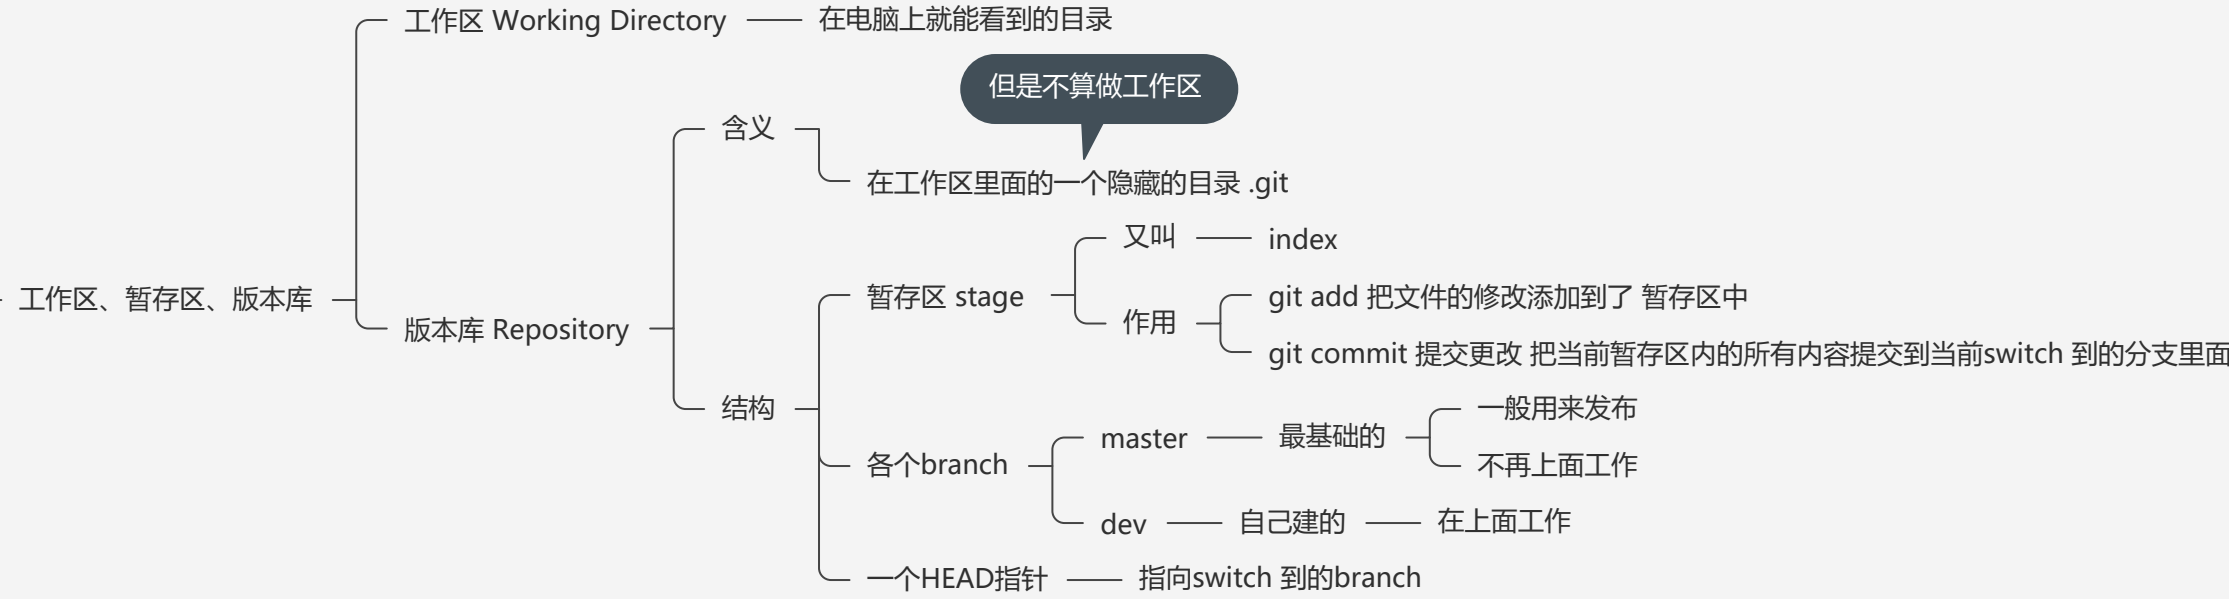 工作区 Working Directory
在电脑上就能看到的目录
但是不算做工作区
含义
在工作区里面的一个隐藏的目录 .git
又叫
index
工作区、暂存区、版本库
暂存区 stage
git add 把文件的修改添加到了 暂存区中
版本库 Repository
作用
git commit 提交更改 把当前暂存区内的所有内容提交到当前switch 到的分支里面
结构
一般用来发布
各个branch
master
最基础的
不再上面工作
dev
自己建的
在上面工作
一个HEAD指针
指向switch 到的branch